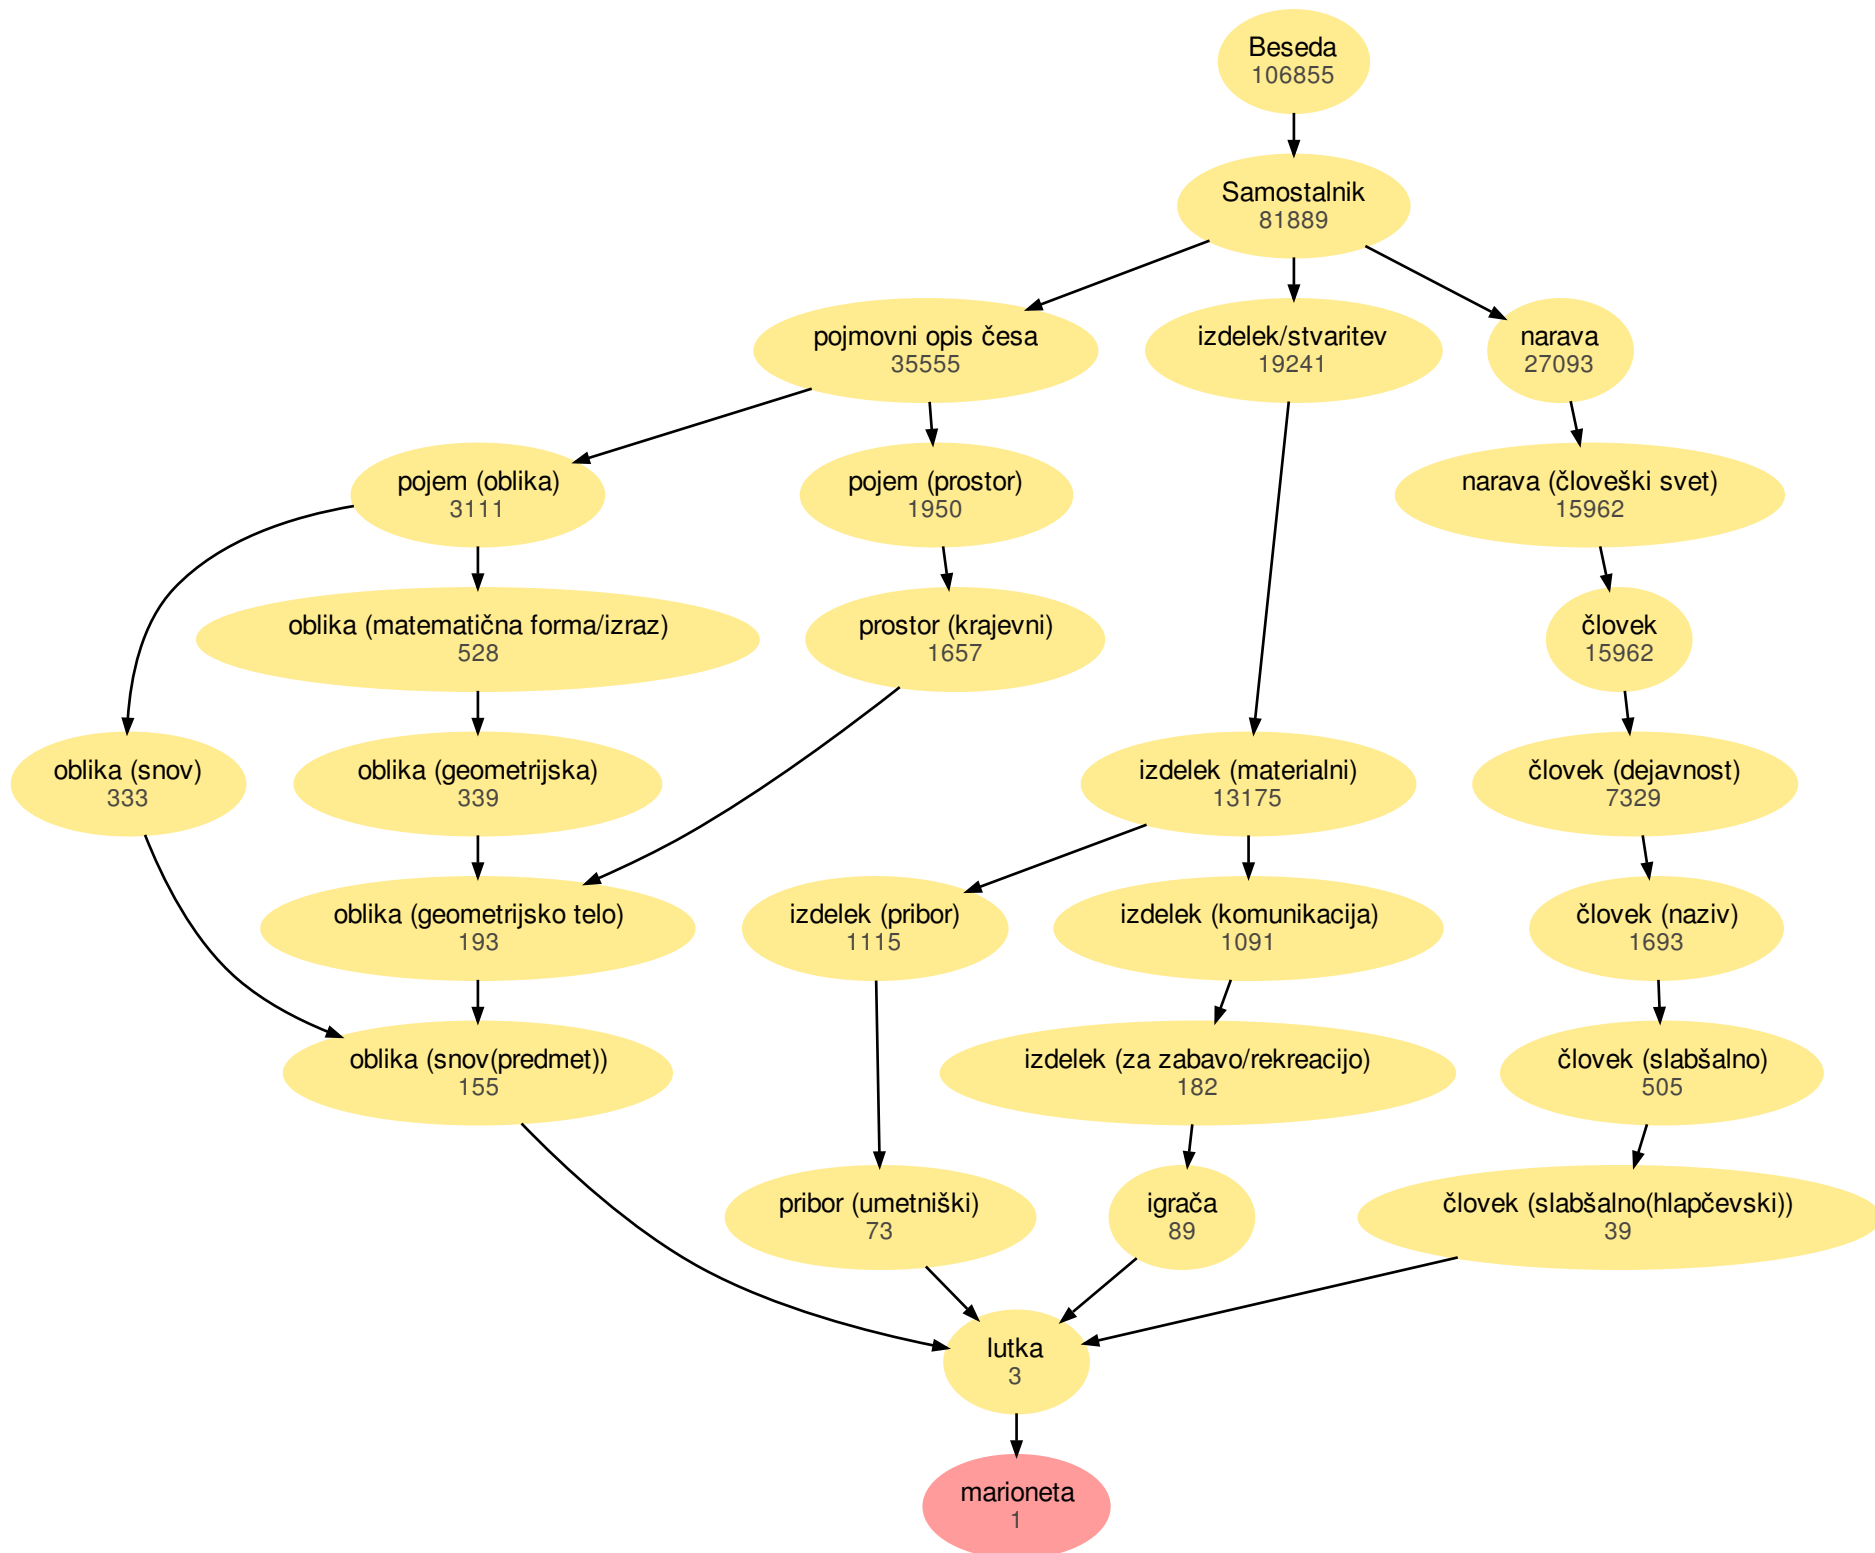 Beseda
106855
Samostalnik
81889
pojmovni opis česa
35555
izdelek/stvaritev
19241
narava
27093
pojem (oblika)
3111
pojem (prostor)
1950
narava (človeški svet)
15962
oblika (matematična forma/izraz)
528
prostor (krajevni)
1657
človek
15962
oblika (snov)
333
oblika (geometrijska)
339
izdelek (materialni)
13175
človek (dejavnost)
7329
oblika (geometrijsko telo)
193
izdelek (pribor)
1115
izdelek (komunikacija)
1091
človek (naziv)
1693
oblika (snov(predmet))
155
izdelek (za zabavo/rekreacijo)
182
človek (slabšalno)
505
pribor (umetniški)
73
igrača
89
človek (slabšalno(hlapčevski))
39
lutka
3
marioneta
1